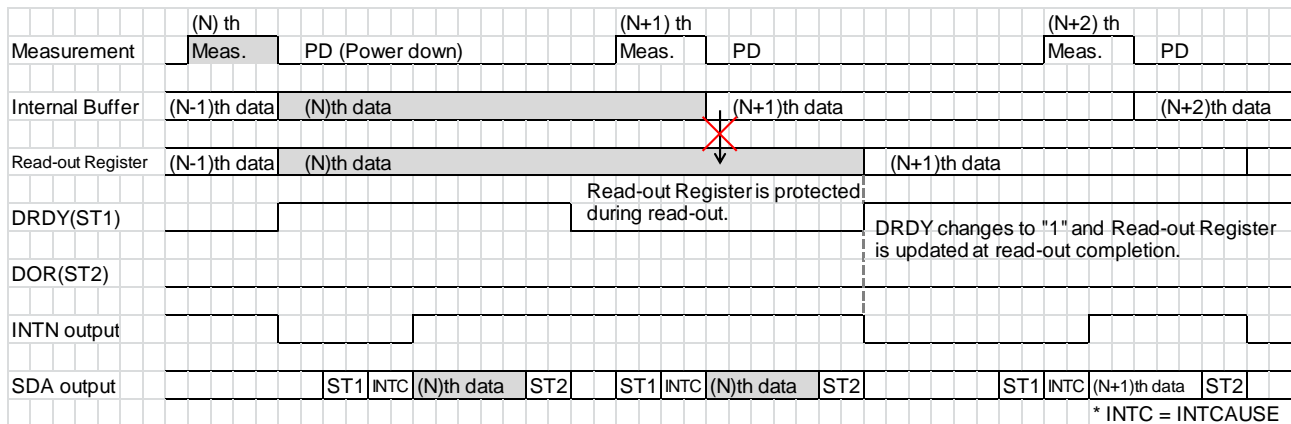 (N) th (N+1) th (N+2) th
Measurement Meas. PD (Power down) Meas. PD Meas. PD
Internal Buffer (N-1)th data (N)th data (N+1)th data (N+2)th data
Read-out Register (N-1)th data (N)th data (N+1)th data
Read-out Register is protected
during read-out.
DRDY(ST1)
DRDY changes to "1" and Read-out Register
is updated at read-out completion.
DOR(ST2)
INTN output
SDA output ST1 INTC (N)th data ST2 ST1 INTC (N)th data ST2 ST1 INTC (N+1)th data ST2
* INTC = INTCAUSE